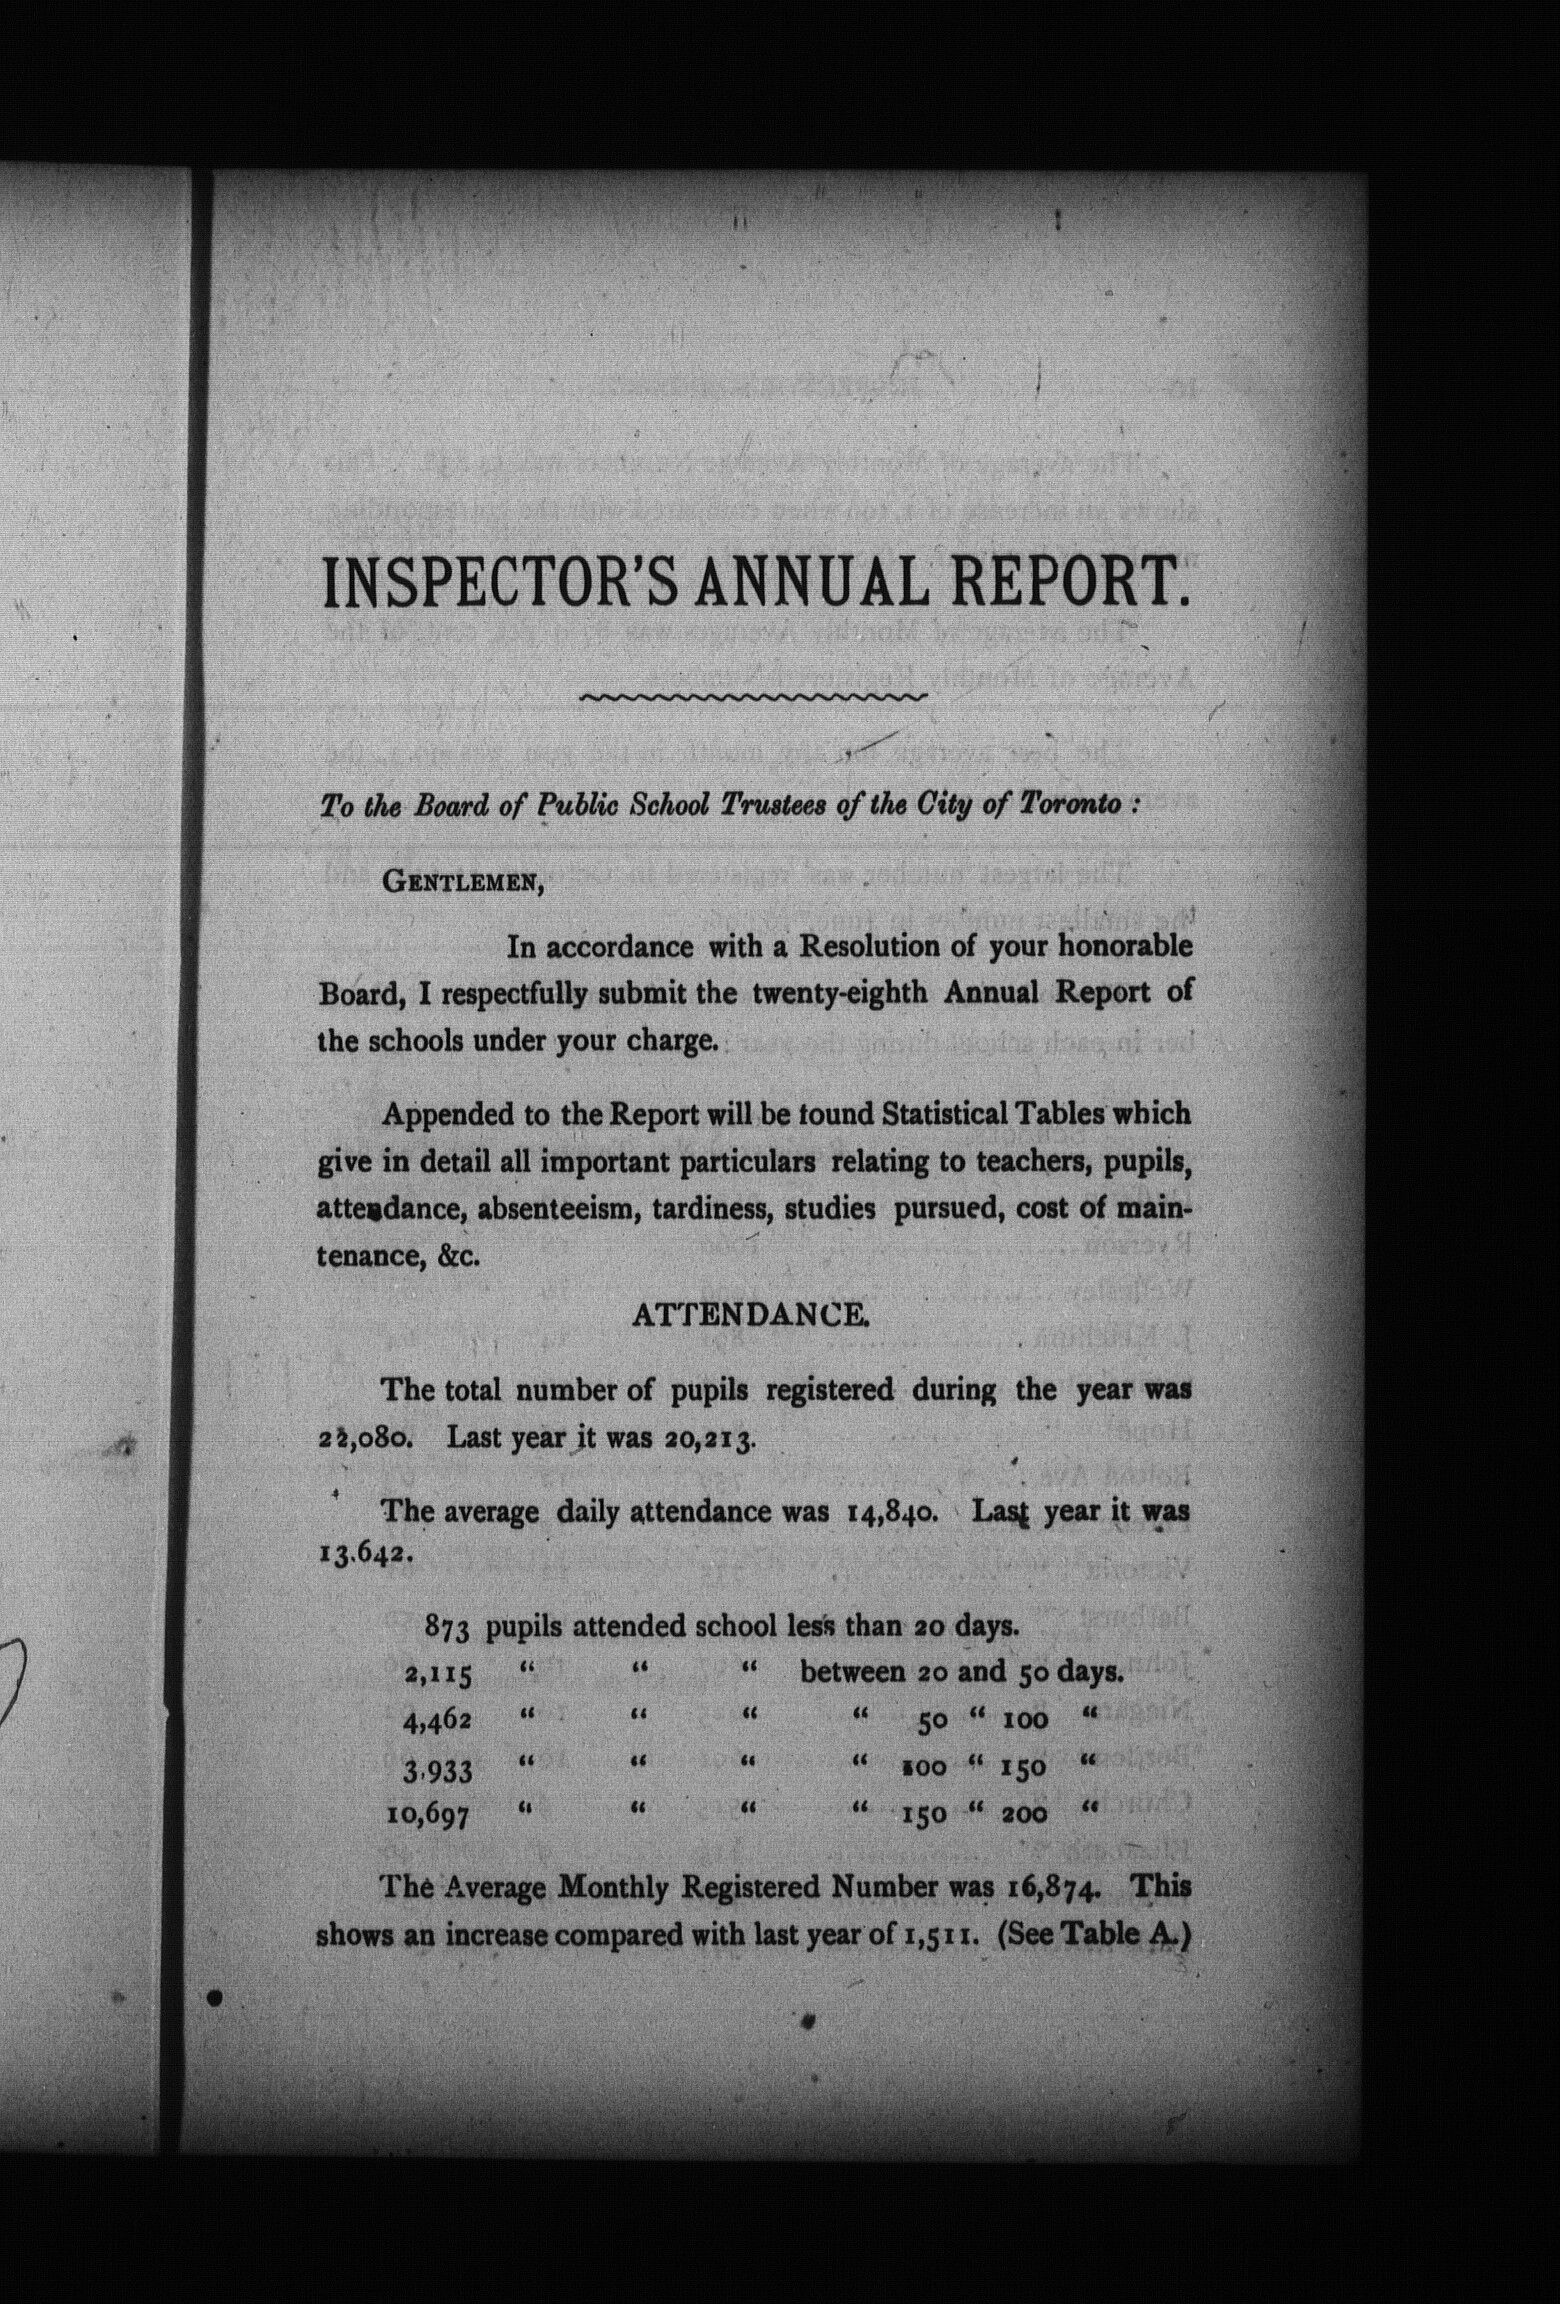 INSPECTOR'S ANNUAL REPORT.
To the Board of Public School Trustees of the City of Toronto :
GENTLEMEN,
In accordance with a Resolution of your honorable
Board, I respectfully submit the twenty-eighth Annual Report of
the schools under your charge.
Appended to the Report will be found Statistical Tables which
give in detail all important particulars relating to teachers, pupils,
attendance, absenteeism, tardiness, studies pursued, cost of main-
tenance, &c.
ATTENDANCE.
The total number of pupils registered during the year was
22,080. Last year it was 20,213.
The average daily attendance was 14,840. Last year it was
13.642.
873 pupils attended school less than 20 days.
2,115 “ “ “ between 20 and 50 days.
4,462 “ “ “ “ 50 “ 100 “
3,933 “ “ “ “ 100 “ 150 “
10,697 “ “ “ “ 150 “ 200 “
The Average Monthly Registered Number was 16,874. This
shows an increase compared with last year of 1,511. (See Table A.)